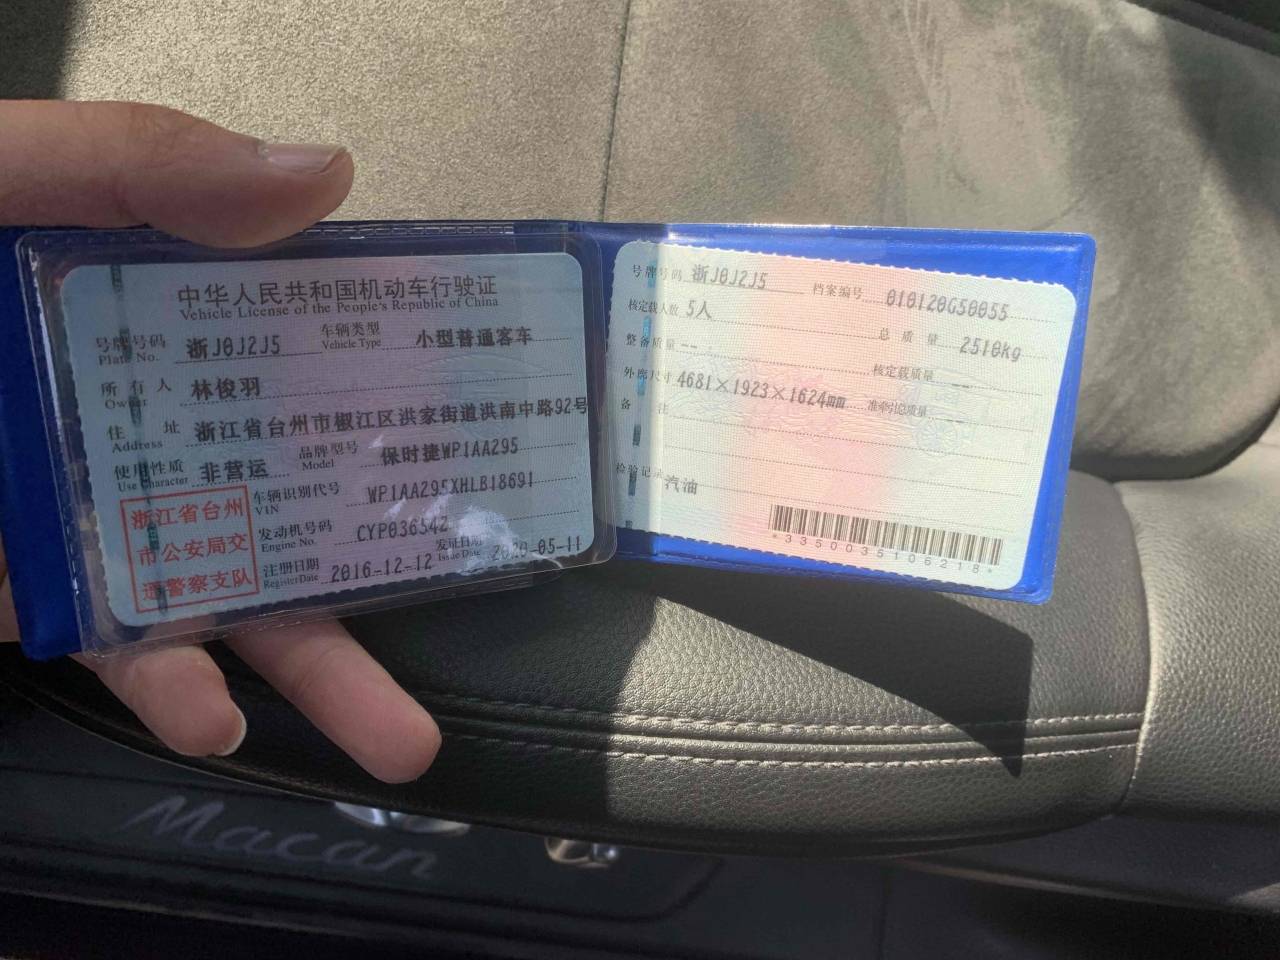 中华人民共和国机动车行驶证
Vehicle License of the People's Republic of China
号牌号码 Plate No. 浙J0J2J5 车辆类型 Vehicle Type 小型普通客车
所有人 Owner 林俊羽
住址 Address 浙江省台州市椒江区洪家街道洪南中路92号
使用性质 Use Character 非营运 品牌型号 Model 保时捷WP1AA295
浙江省台州
市公安局交
通警察支队
车辆识别代号 VIN WP1AA295XHLB18691
发动机号码 Engine No. CYP036542
注册日期 Register Date 2016-12-12 发证日期 Issue Date 2020-05-11
号牌号码 浙J0J2J5 档案编号 010120G50055
核定载人数 5人 总质量 2510kg
整备质量 -- 核定载质量 --
外廓尺寸 4681×1923×1624mm 准牵引总质量
备注
检验记录 汽油
*3350035106218*
Macan